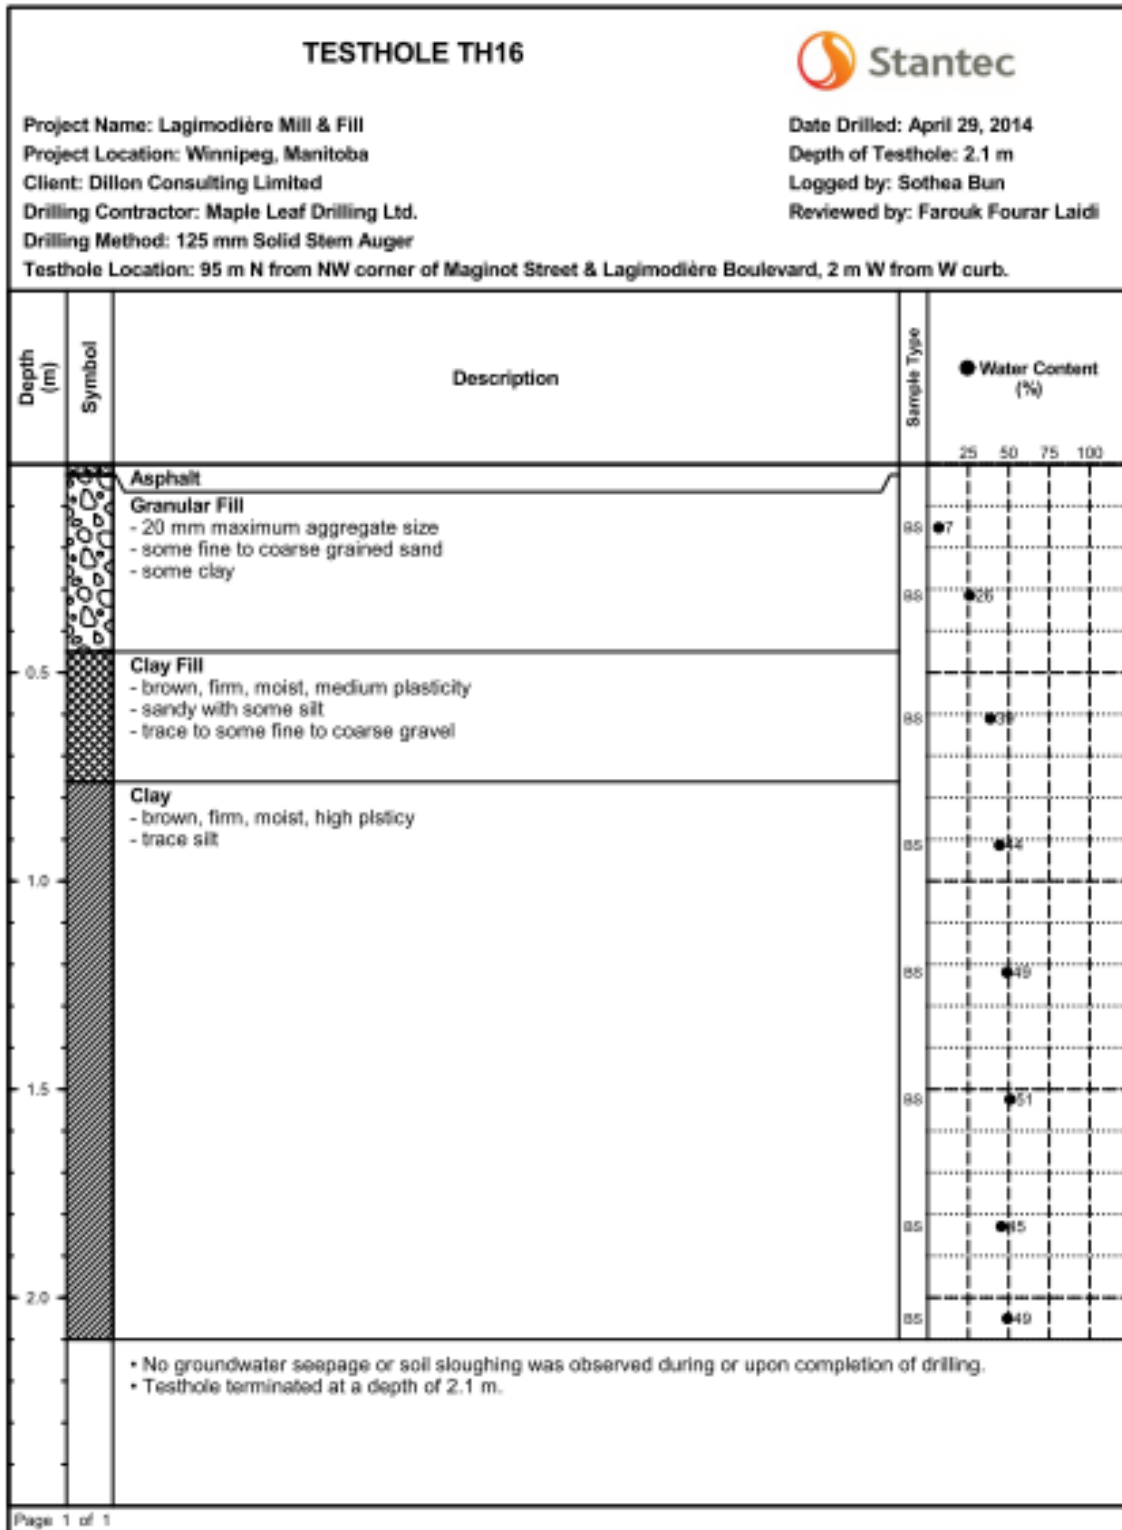 TESTHOLE TH16
Stantec
Project Name: Lagimodière Mill & Fill
Project Location: Winnipeg, Manitoba
Client: Dillon Consulting Limited
Drilling Contractor: Maple Leaf Drilling Ltd.
Drilling Method: 125 mm Solid Stem Auger
Testhole Location: 95 m N from NW corner of Maginot Street & Lagimodière Boulevard, 2 m W from W curb.
Date Drilled: April 29, 2014
Depth of Testhole: 2.1 m
Logged by: Sothea Bun
Reviewed by: Farouk Fourar Laidi
Depth
(m)
Symbol
Description
Sample Type
Water Content
(%)
25 50 75 100
Asphalt
Granular Fill
- 20 mm maximum aggregate size
- some fine to coarse grained sand
- some clay
BS 7
BS 26
0.5
Clay Fill
- brown, firm, moist, medium plasticity
- sandy with some silt
- trace to some fine to coarse gravel
BS 39
Clay
- brown, firm, moist, high plsticy
- trace silt
BS 44
1.0
BS 49
1.5
BS 51
BS 45
2.0
BS 49
• No groundwater seepage or soil sloughing was observed during or upon completion of drilling.
• Testhole terminated at a depth of 2.1 m.
Page 1 of 1